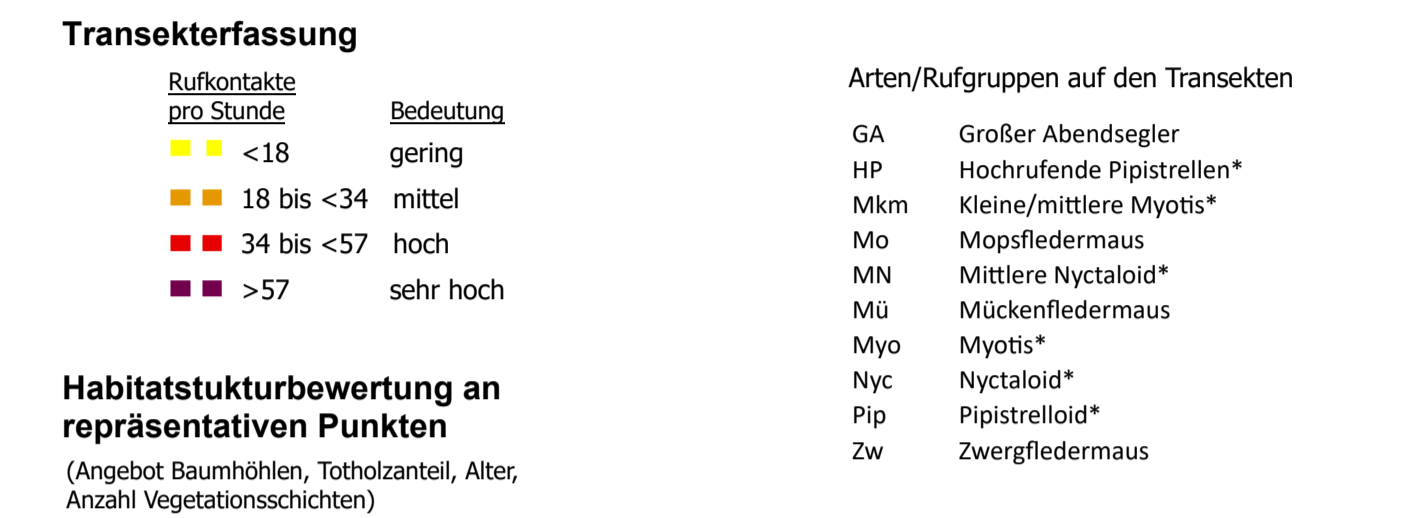 Transekterfassung
Rufkontakte
pro Stunde Bedeutung
<18 gering
18 bis <34 mittel
34 bis <57 hoch
>57 sehr hoch
Habitatstukturbewertung an
repräsentativen Punkten
(Angebot Baumhöhlen, Totholzanteil, Alter,
Anzahl Vegetationsschichten)
Arten/Rufgruppen auf den Transekten
GA Großer Abendsegler
HP Hochrufende Pipistrellen*
Mkm Kleine/mittlere Myotis*
Mo Mopsfledermaus
MN Mittlere Nyctaloid*
Mü Mückenfledermaus
Myo Myotis*
Nyc Nyctaloid*
Pip Pipistrelloid*
Zw Zwergfledermaus